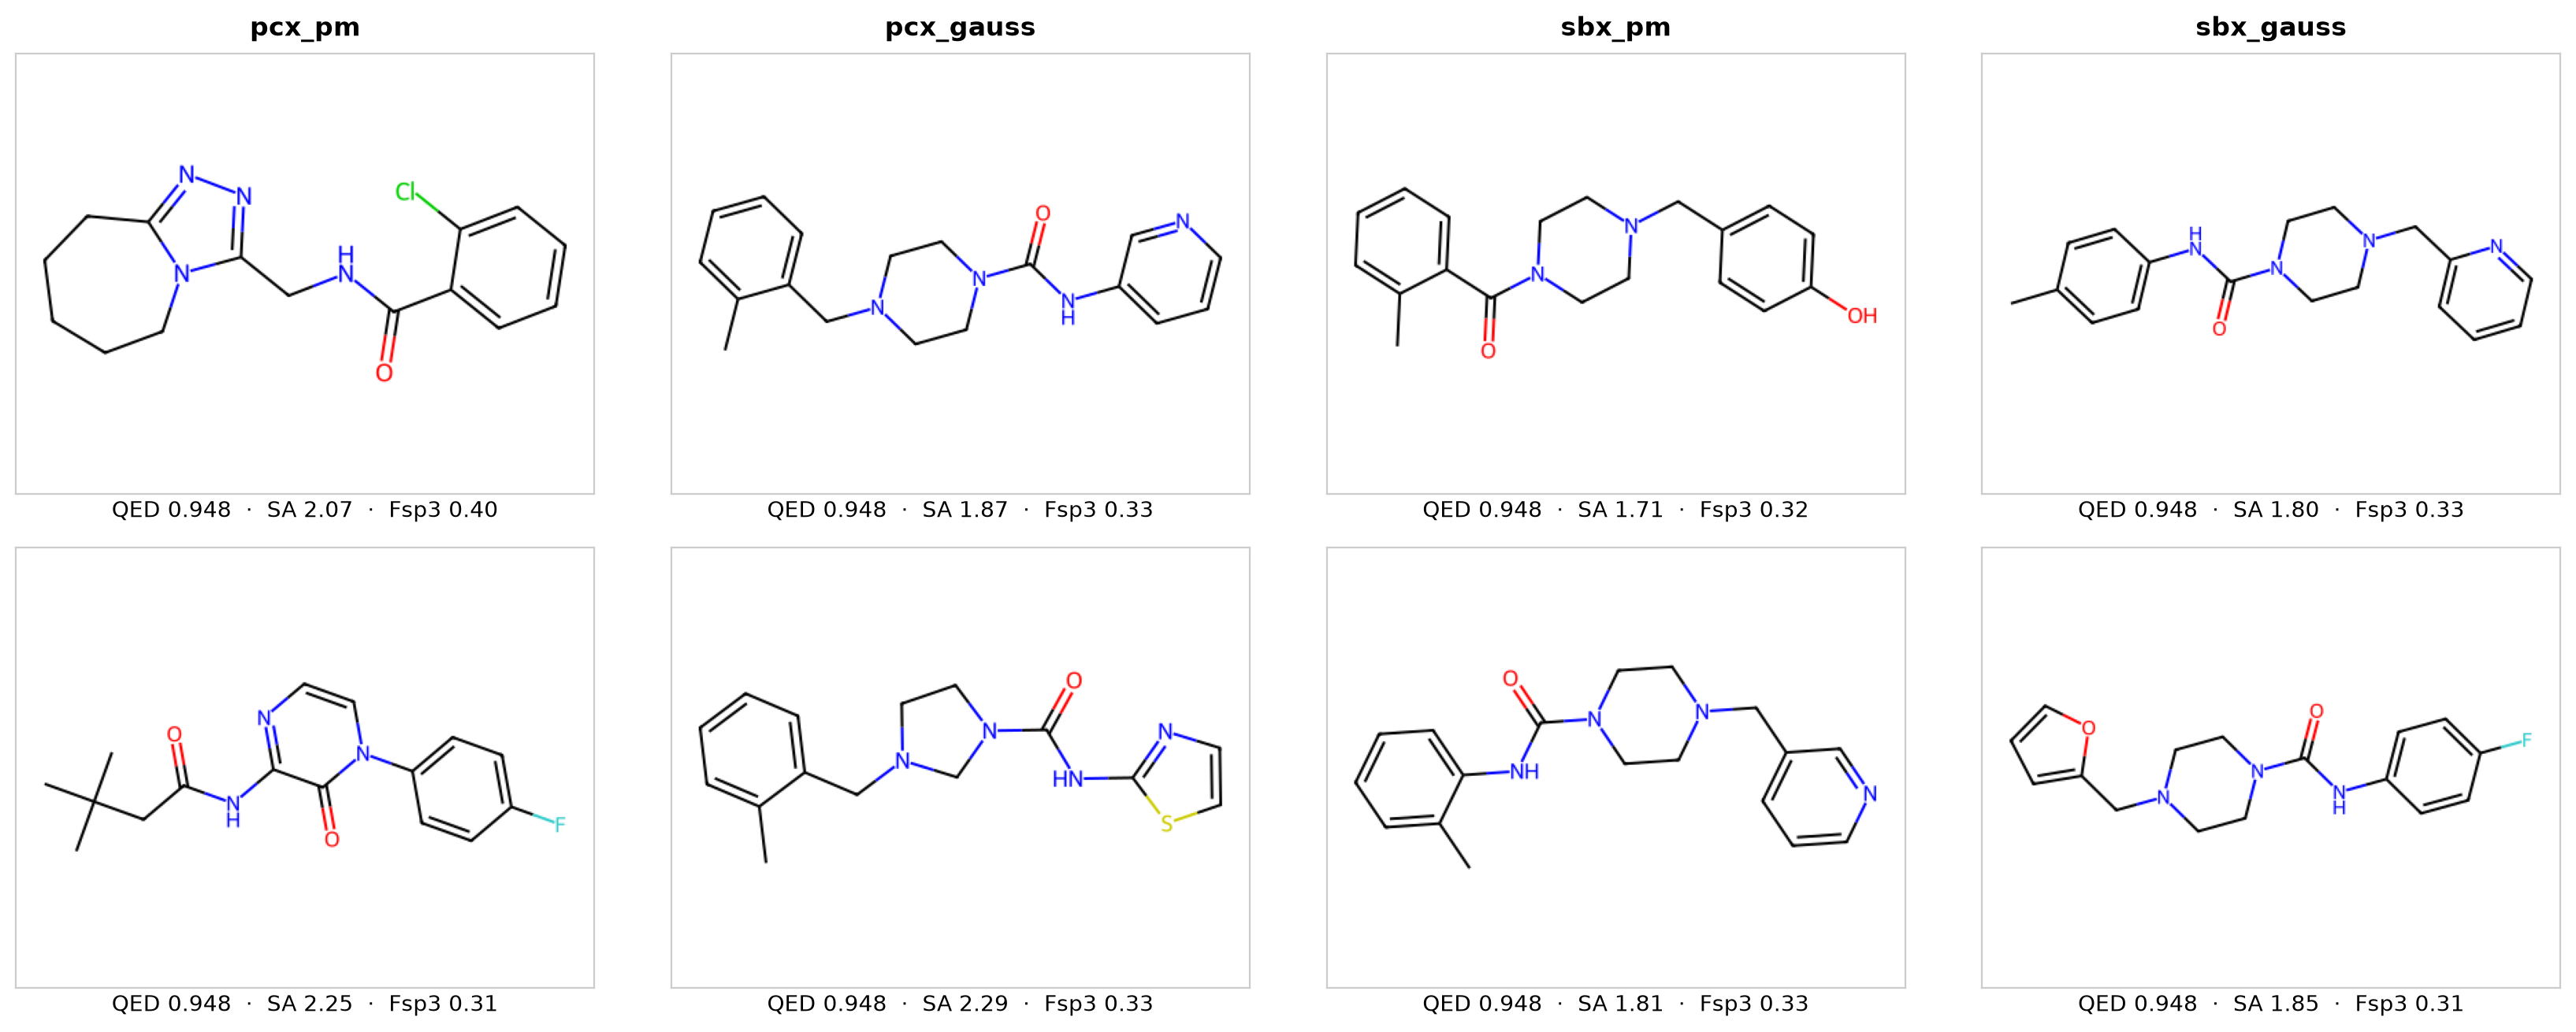 pcx_pm
pcx_gauss
sbx_pm
sbx_gauss
N
N
N
H
N
O
Cl
N
N
O
N
H
N
O
N
N
OH
H
N
O
N
N
N
QED 0.948 · SA 2.07 · Fsp3 0.40
QED 0.948 · SA 1.87 · Fsp3 0.33
QED 0.948 · SA 1.71 · Fsp3 0.32
QED 0.948 · SA 1.80 · Fsp3 0.33
O
N
H
N
O
N
F
N
N
O
HN
N
S
O
NH
N
N
N
O
N
N
O
N
H
F
QED 0.948 · SA 2.25 · Fsp3 0.31
QED 0.948 · SA 2.29 · Fsp3 0.33
QED 0.948 · SA 1.81 · Fsp3 0.33
QED 0.948 · SA 1.85 · Fsp3 0.31